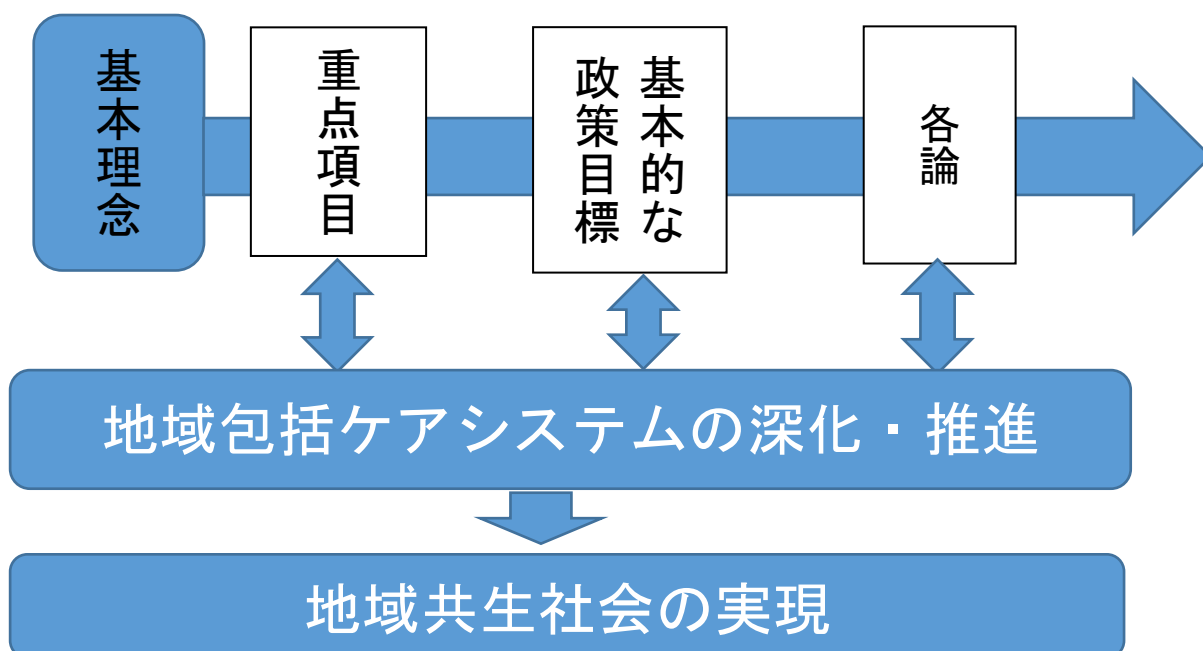 基本理念
重点項目
基本的な
政策目標
各論
地域包括ケアシステムの深化・推進
地域共生社会の実現